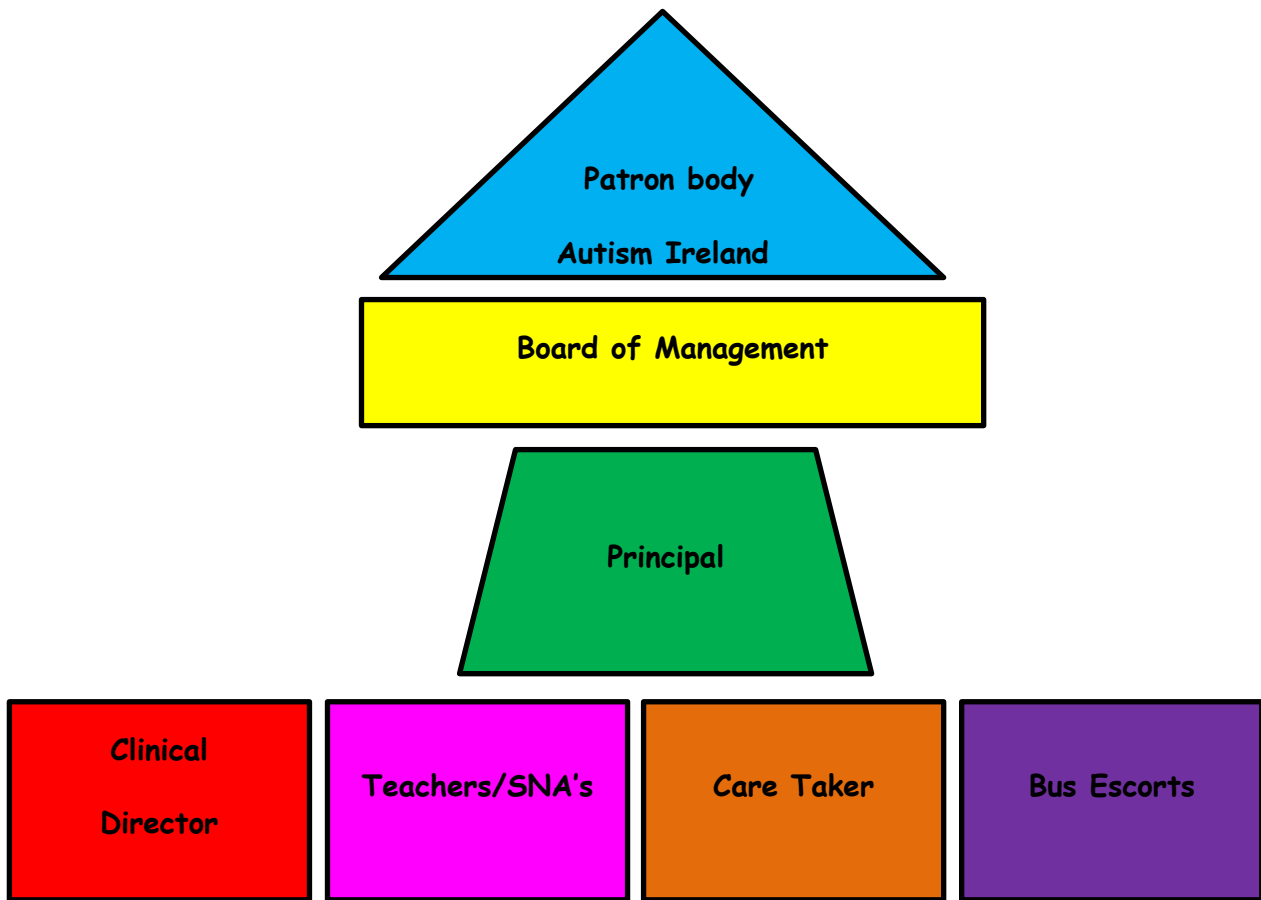 Patron body
Autism Ireland
Board of Management
Principal
Clinical
Director
Teachers/SNA’s
Care Taker
Bus Escorts